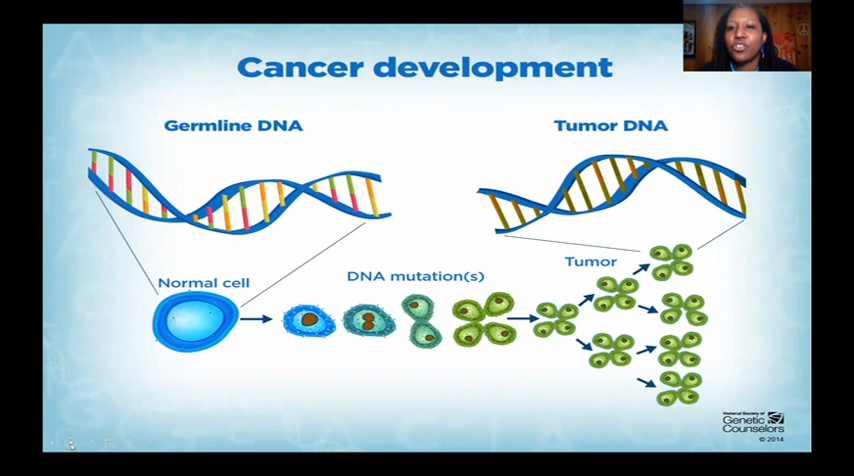 Cancer development
Germline DNA
Tumor DNA
Normal cell
DNA mutation(s)
Tumor
National Society of
Genetic
Counselors
© 2014